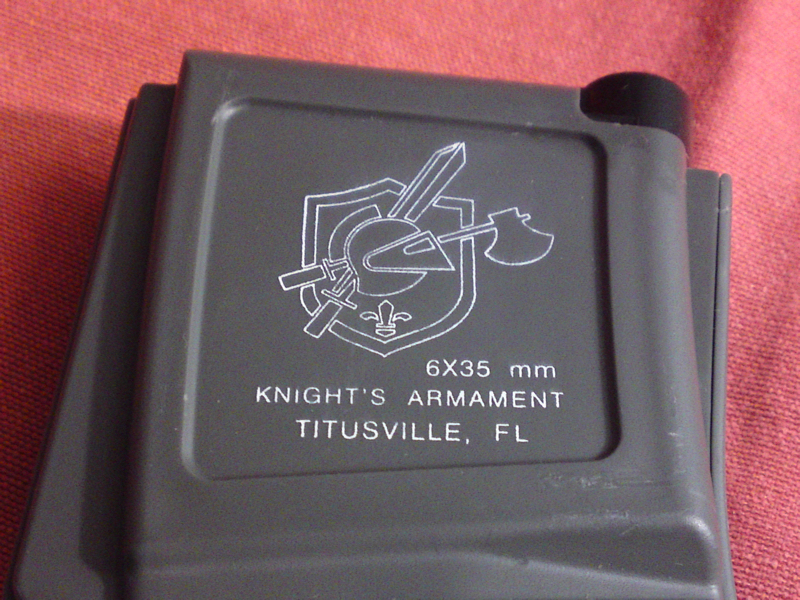 6X35 mm
KNIGHT'S ARMAMENT
TITUSVILLE, FL